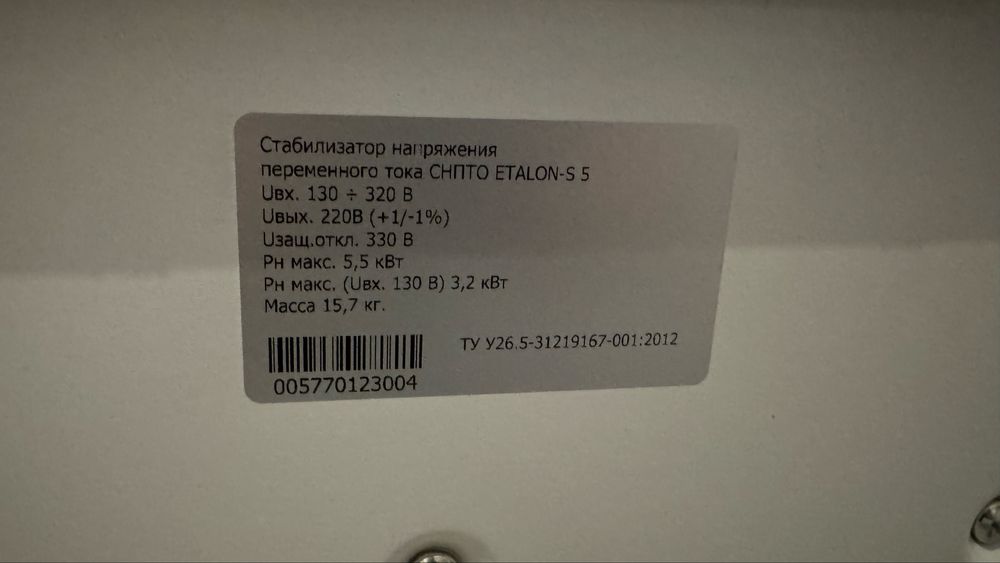 Стабилизатор напряжения
переменного тока СНПТО ETALON-S 5
Uвх. 130 ÷ 320 В
Uвых. 220В (+1/-1%)
Uзащ.откл. 330 В
Рн макс. 5,5 кВт
Рн макс. (Uвх. 130 В) 3,2 кВт
Масса 15,7 кг.
ТУ У26.5-31219167-001:2012
005770123004